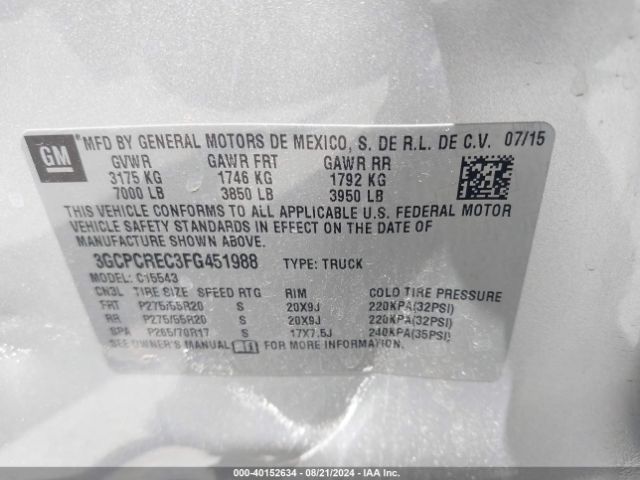 GM
MFD BY GENERAL MOTORS DE MEXICO, S. DE R.L. DE C.V. 07/15
GVWR GAWR FRT GAWR RR
3175 KG 1746 KG 1792 KG
7000 LB 3850 LB 3950 LB
THIS VEHICLE CONFORMS TO ALL APPLICABLE U.S. FEDERAL MOTOR
VEHICLE SAFETY STANDARDS IN EFFECT ON THE DATE OF
MANUFACTURE SHOWN ABOVE.
3GCPCREC3FG451988 TYPE: TRUCK
MODEL: C15543
CN3L TIRE SIZE SPEED RTG RIM COLD TIRE PRESSURE
FRT P275/55R20 S 20X9J 220KPA(32PSI)
RR P275/55R20 S 20X9J 220KPA(32PSI)
SPA P265/70R17 S 17X7.5J 240KPA(35PSI)
SEE OWNER'S MANUAL FOR MORE INFORMATION.
000-40152634 - 08/21/2024 - IAA Inc.